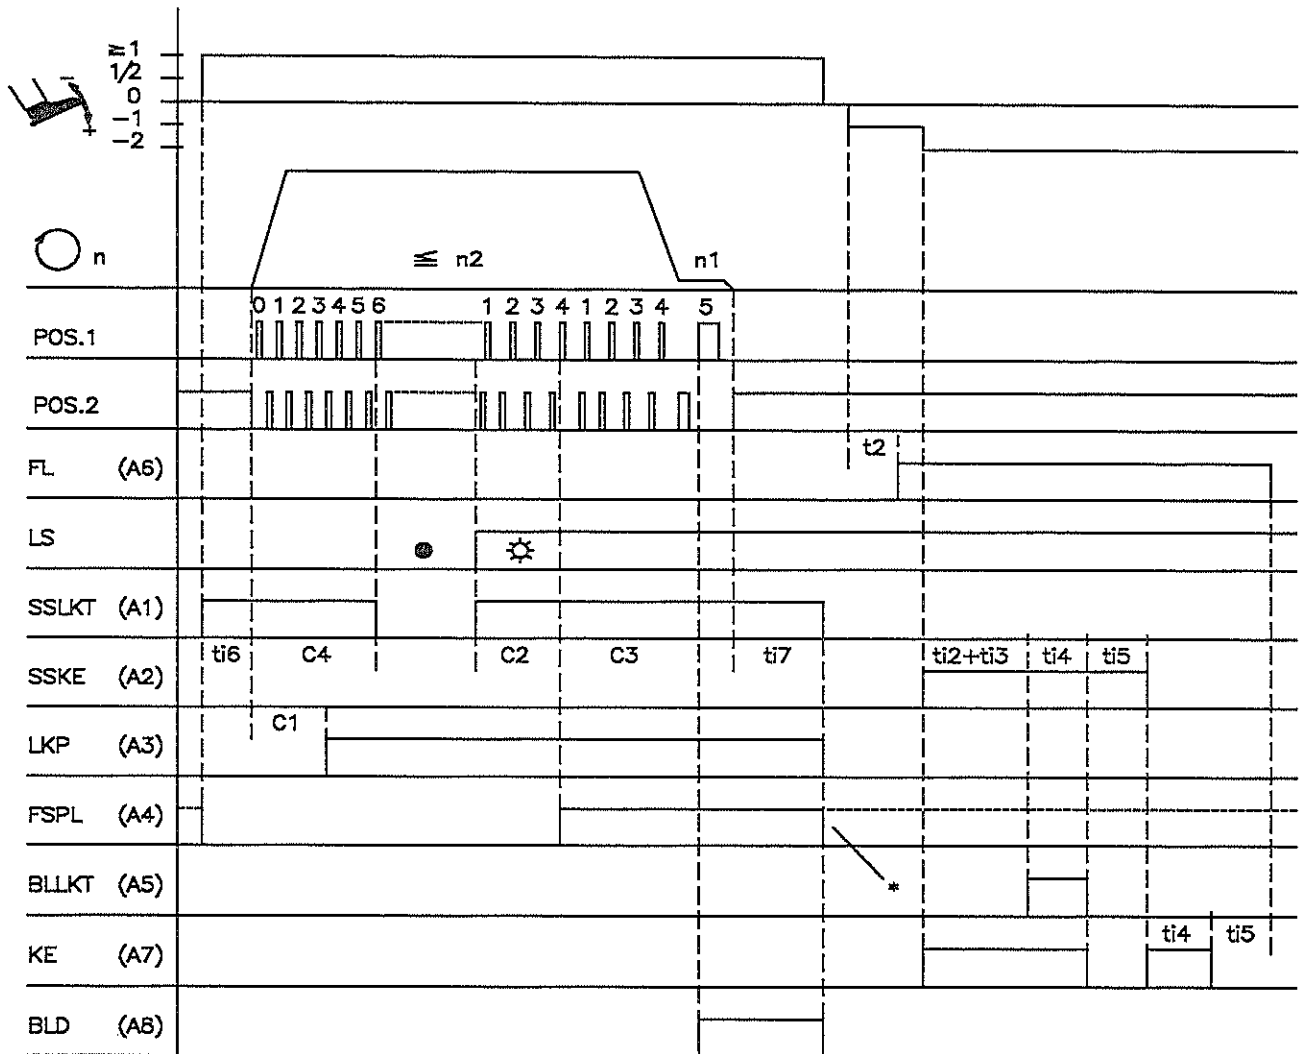 ≧1
1/2
0
-1
-2
- +
n ≦ n2 n1
0 1 2 3 4 5 6 1 2 3 4 1 2 3 4 5
POS.1
POS.2
FL (A6) t2
LS
SSLKT (A1)
ti6 C4 C2 C3 ti7 ti2+ti3 ti4 ti5
SSKE (A2)
C1
LKP (A3)
FSPL (A4)
BLLKT (A5) *
ti4 ti5
KE (A7)
BLD (A8)